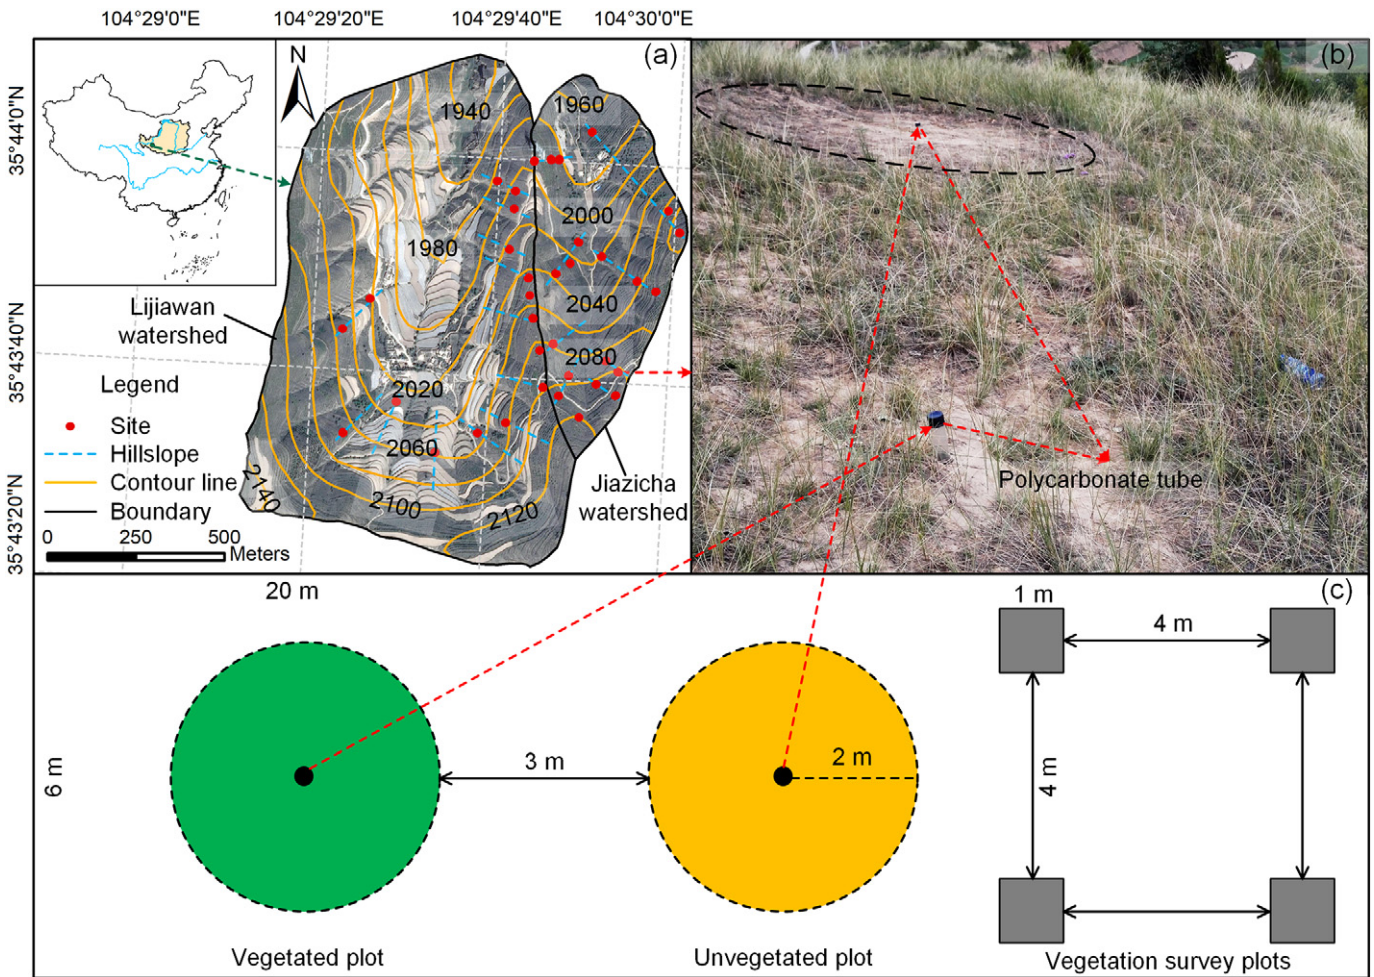 104°29'0"E
104°29'20"E
104°29'40"E
104°30'0"E
35°44'0"N
35°43'40"N
35°43'20"N
N
(a)
1940
1960
2000
1980
2040
2080
2020
2060
2100
2120
2140
Lijiawan
watershed
Jiazicha
watershed
Legend
Site
Hillslope
Contour line
Boundary
0 250 500
Meters
(b)
Polycarbonate tube
(c)
20 m
6 m
3 m
2 m
1 m
4 m
4 m
Vegetated plot
Unvegetated plot
Vegetation survey plots